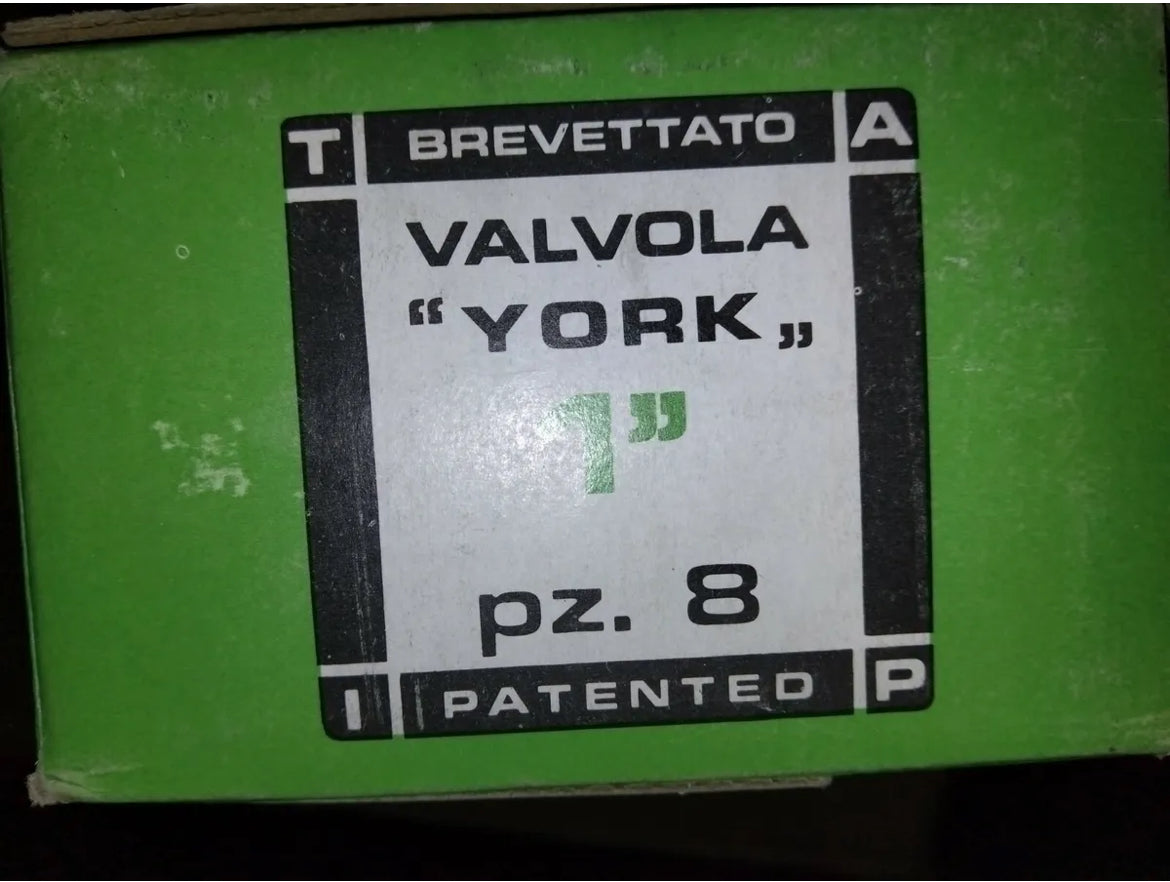 T BREVETTATO A
VALVOLA
“YORK„
1”
pz. 8
I PATENTED P